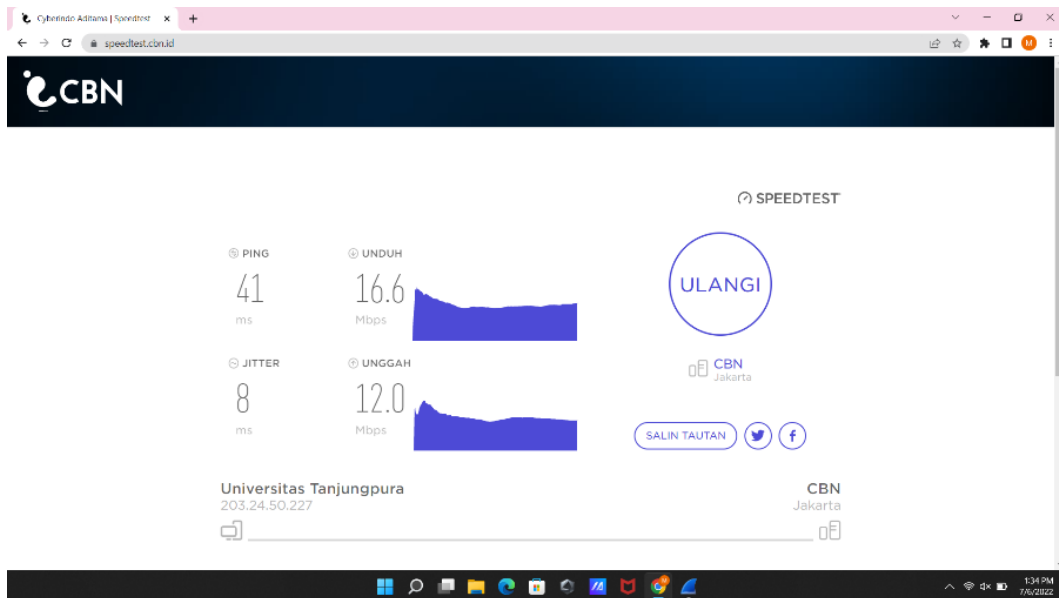 Cyberindo Aditama | Speedtest
speedtest.cbn.id
M
CBN
SPEEDTEST
PING
41
ms
UNDUH
16.6
Mbps
ULANGI
JITTER
8
ms
UNGGAH
12.0
Mbps
CBN
Jakarta
SALIN TAUTAN
Universitas Tanjungpura
203.24.50.227
CBN
Jakarta
1:34 PM
7/6/2022